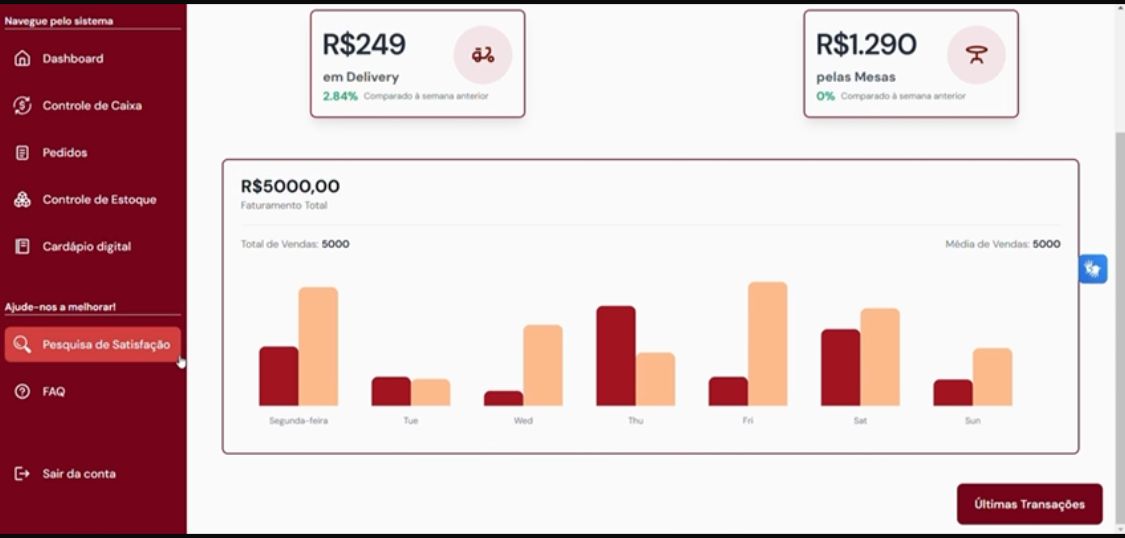 Navegue pelo sistema
Dashboard
Controle de Caixa
Pedidos
Controle de Estoque
Cardápio digital
Ajude-nos a melhorar!
Pesquisa de Satisfação
FAQ
Sair da conta
R$249
em Delivery
2.84% Comparado à semana anterior
R$1.290
pelas Mesas
0% Comparado à semana anterior
R$5000,00
Faturamento Total
Total de Vendas: 5000
Média de Vendas: 5000
Segunda-feira Tue Wed Thu Fri Sat Sun
Últimas Transações